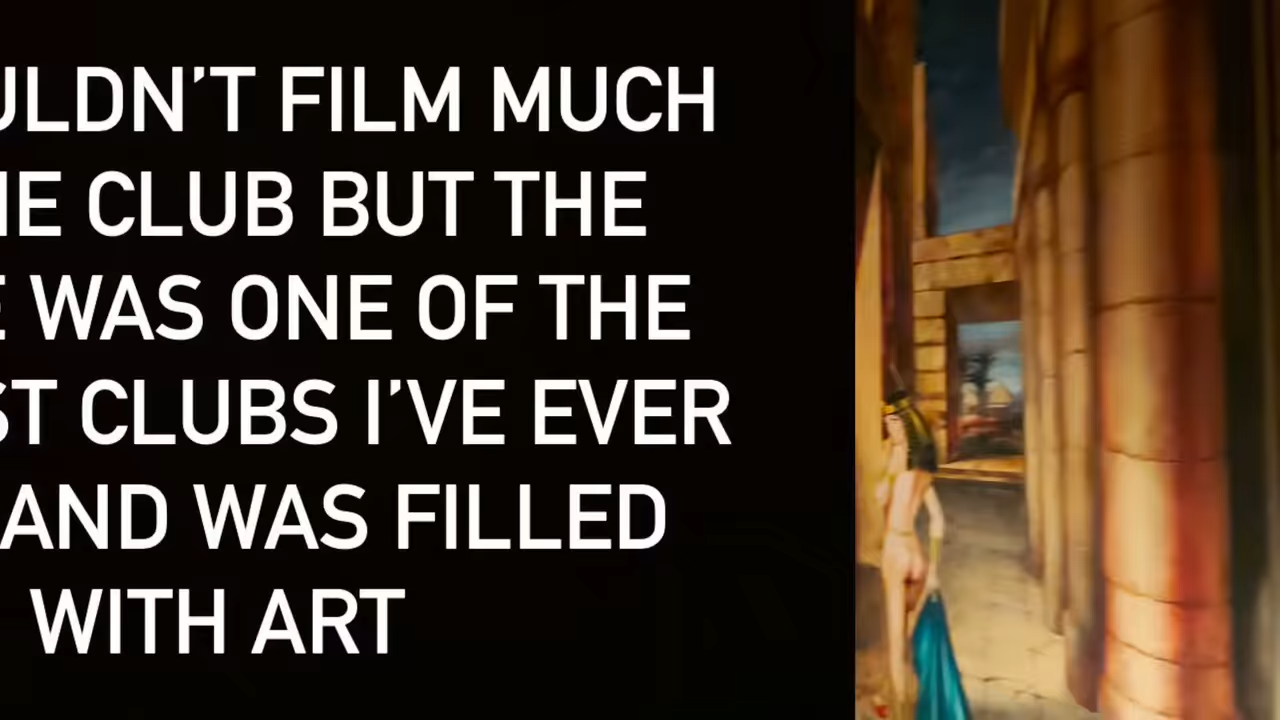 ULDN'T FILM MUCH
HE CLUB BUT THE
E WAS ONE OF THE
ST CLUBS I'VE EVER
AND WAS FILLED
WITH ART